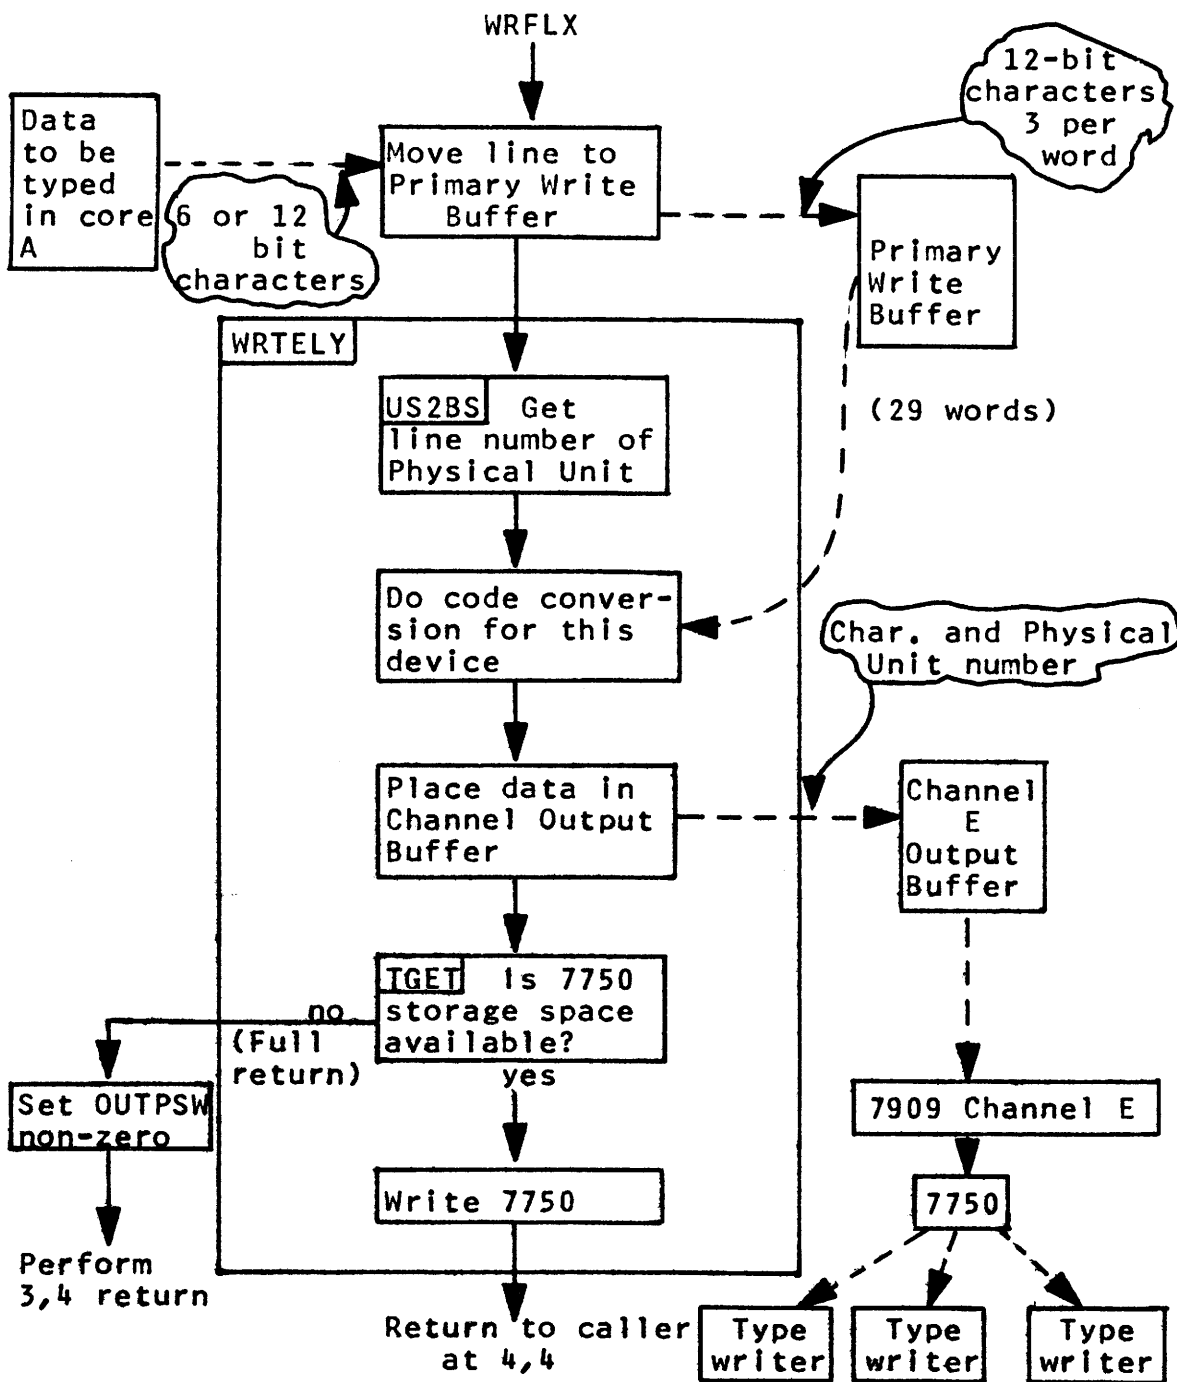 WRFLX
12-bit
characters
3 per
word
Data
to be
typed
in core
A
Move line to
Primary Write
Buffer
6 or 12
bit
characters
Primary
Write
Buffer
(29 words)
WRTELY
US2BS Get
line number of
Physical Unit
Do code conver-
sion for this
device
Char. and Physical
Unit number
Place data in
Channel Output
Buffer
Channel
E
Output
Buffer
TGET Is 7750
storage space
available?
no
(Full
return)
yes
Set OUTPSW
non-zero
7909 Channel E
Write 7750
7750
Perform
3,4 return
Return to caller
at 4,4
Type
writer
Type
writer
Type
writer